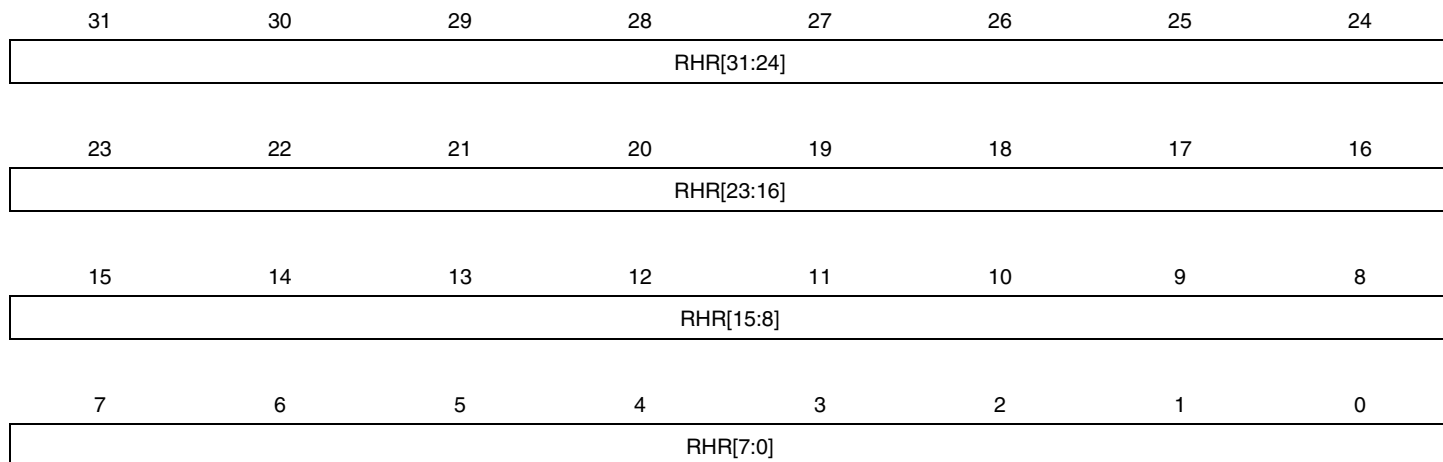 31 30 29 28 27 26 25 24
RHR[31:24]
23 22 21 20 19 18 17 16
RHR[23:16]
15 14 13 12 11 10 9 8
RHR[15:8]
7 6 5 4 3 2 1 0
RHR[7:0]